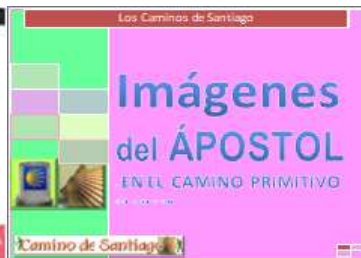 Los Caminos de Santiago
Imágenes
del ÁPOSTOL
EN EL CAMINO PRIMITIVO
Camino de Santiago